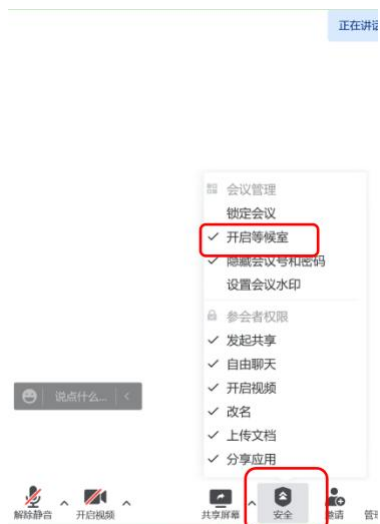 正在讲话
会议管理
锁定会议
开启等候室
隐藏会议号和密码
设置会议水印
参会者权限
发起共享
自由聊天
开启视频
改名
上传文档
分享应用
说点什么...
解除静音 开启视频 共享屏幕 安全 邀请